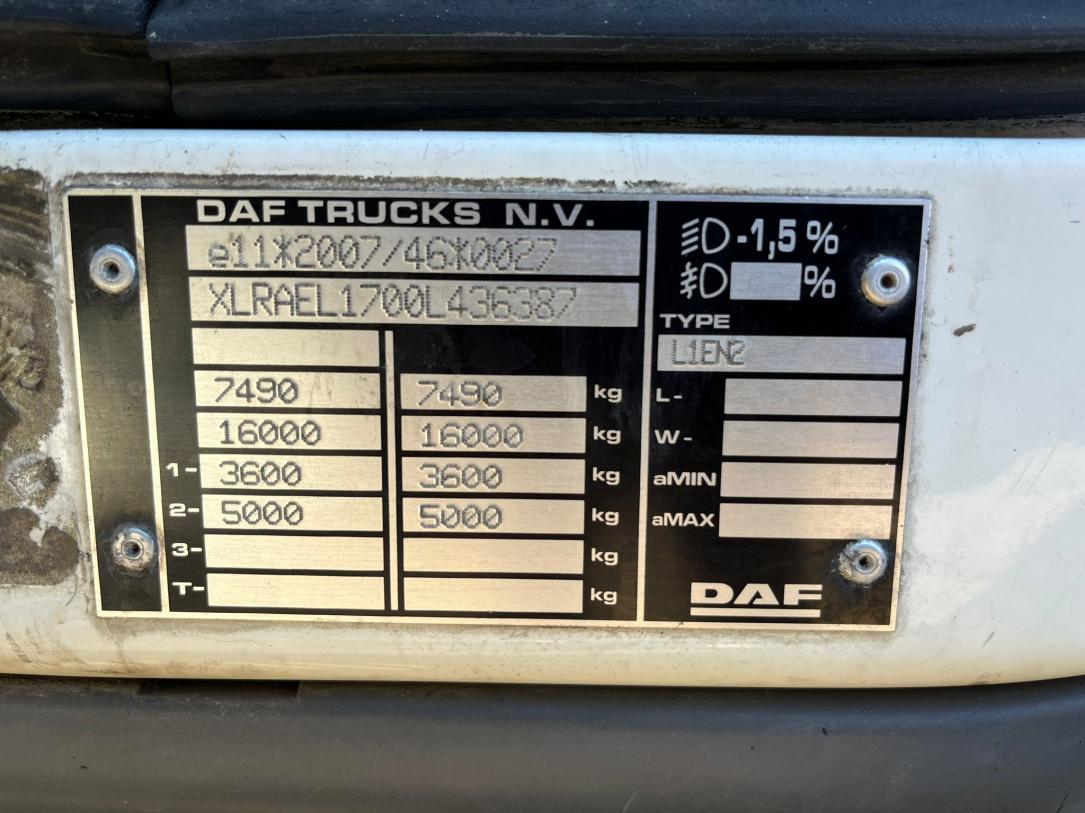 DAF TRUCKS N.V.
e11*2007/46*0027
XLRAEL1700L436387
7490 7490 kg
16000 16000 kg
1- 3600 3600 kg
2- 5000 5000 kg
3- kg
T- kg
-1,5%
%
TYPE
L1EN2
L-
W-
aMIN
aMAX
DAF